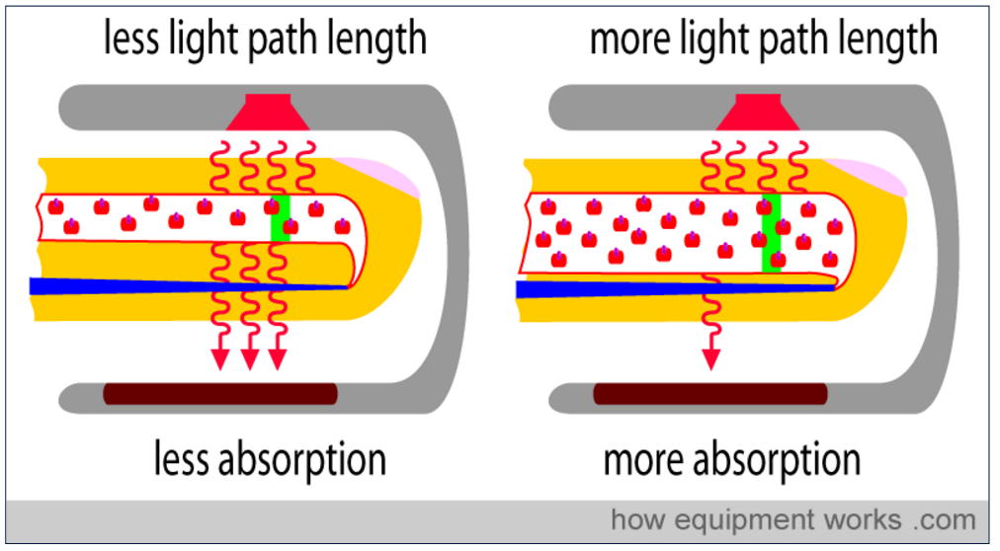 less light path length
more light path length
less absorption
more absorption
how equipment works .com